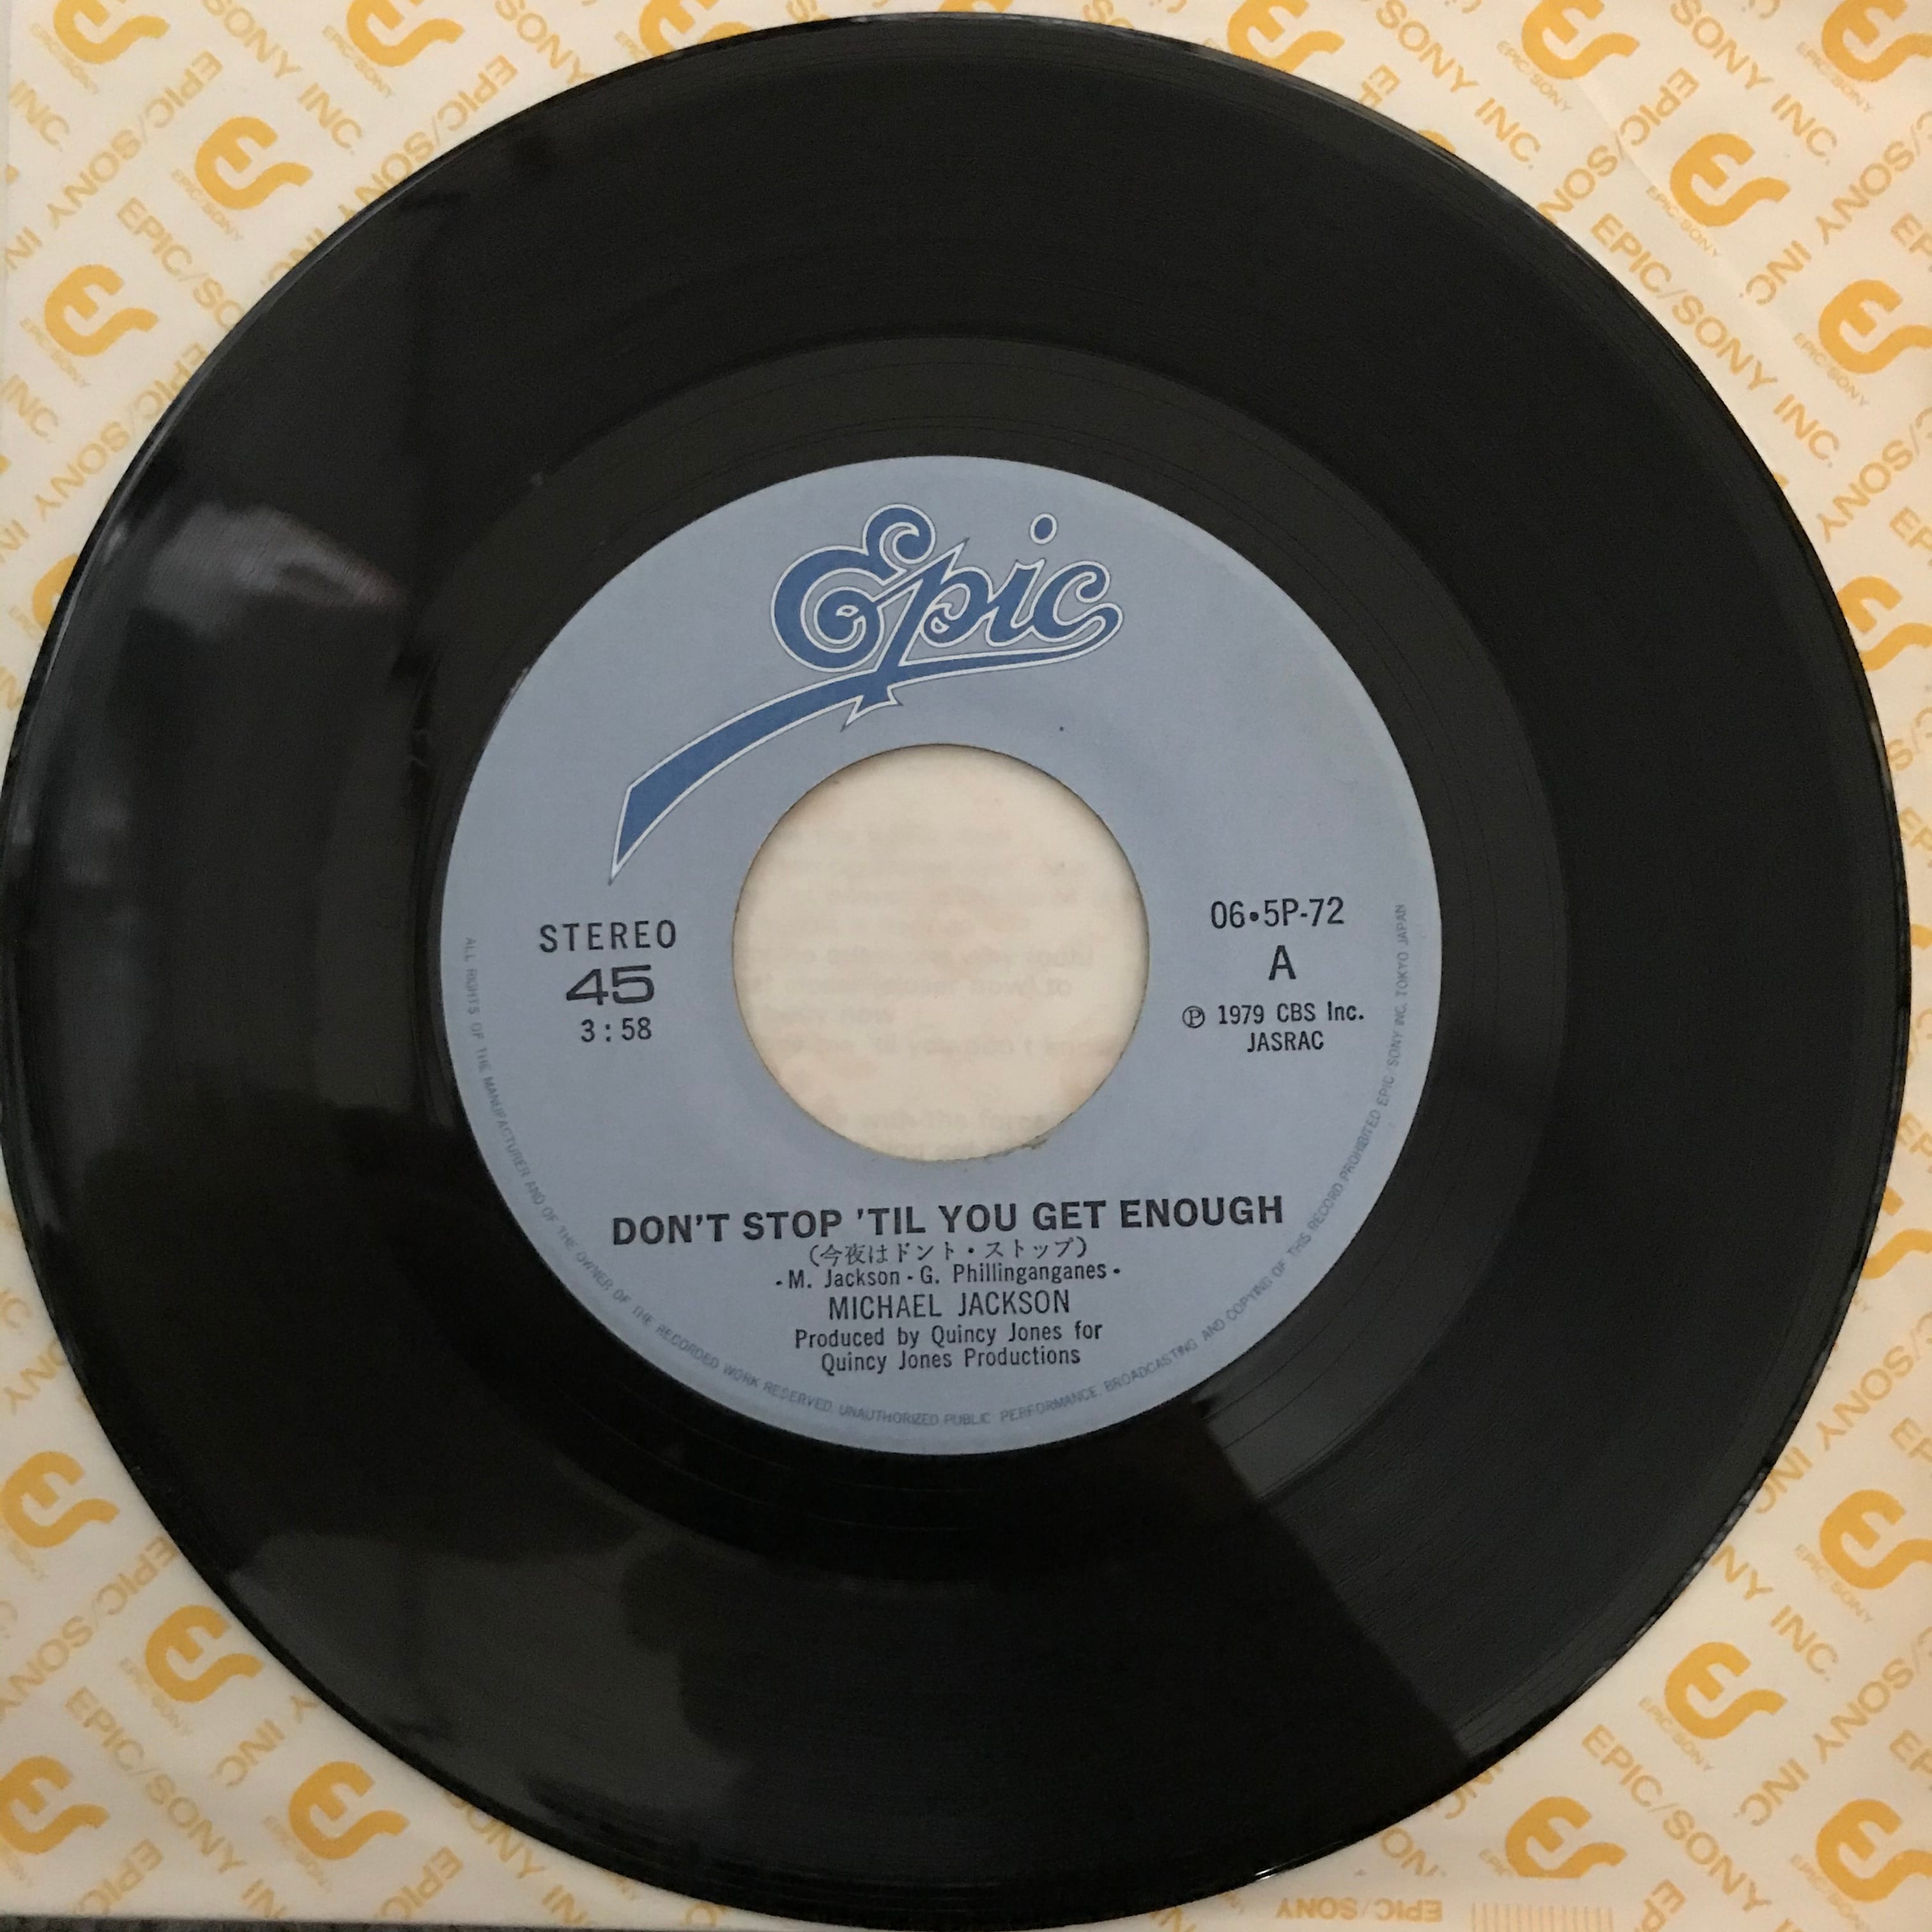 Epic
STEREO
45
3:58
06•5P-72
A
℗ 1979 CBS Inc.
JASRAC
DON'T STOP 'TIL YOU GET ENOUGH
(今夜はドント・ストップ)
•M. Jackson - G. Phillinganganes•
MICHAEL JACKSON
Produced by Quincy Jones for
Quincy Jones Productions
ALL RIGHTS OF THE MANUFACTURER AND OF THE OWNER OF THE RECORDED WORK RESERVED. UNAUTHORIZED PUBLIC PERFORMANCE, BROADCASTING AND COPYING OF THIS RECORD PROHIBITED EPIC/SONY INC. TOKYO JAPAN
EPIC/SONY INC.
EPIC/SONY